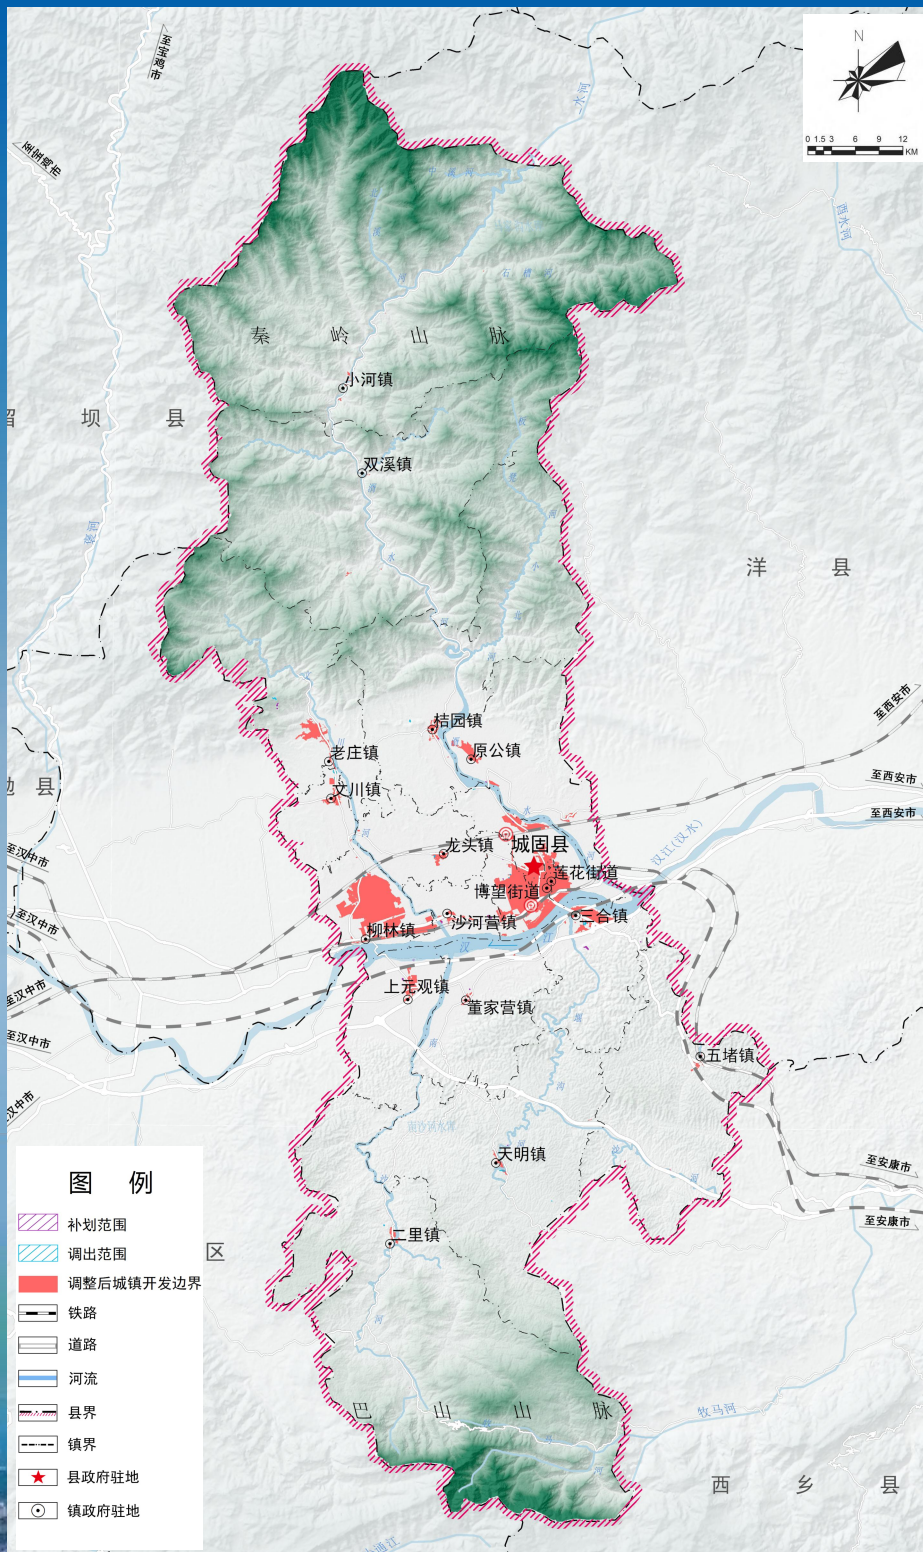 至宝鸡市
N
0 1.5 3 6 9 12
KM
水河
酉水河
秦岭山脉
小河镇
坝县
双溪镇
洋县
桔园镇
原公镇
老庄镇
文川镇
至西安市
至西安市
至西安市
汉江(汉水)
城固县
龙头镇
莲花街道
博望街道
沙河营镇
三合镇
柳林镇
至汉中市
至汉中市
至汉中市
至汉中市
上元观镇
董家营镇
五堵镇
天明镇
至安康市
至安康市
二里镇
区
巴山山脉
牧马河
西乡县
图例
补划范围
调出范围
调整后城镇开发边界
铁路
道路
河流
县界
镇界
县政府驻地
镇政府驻地